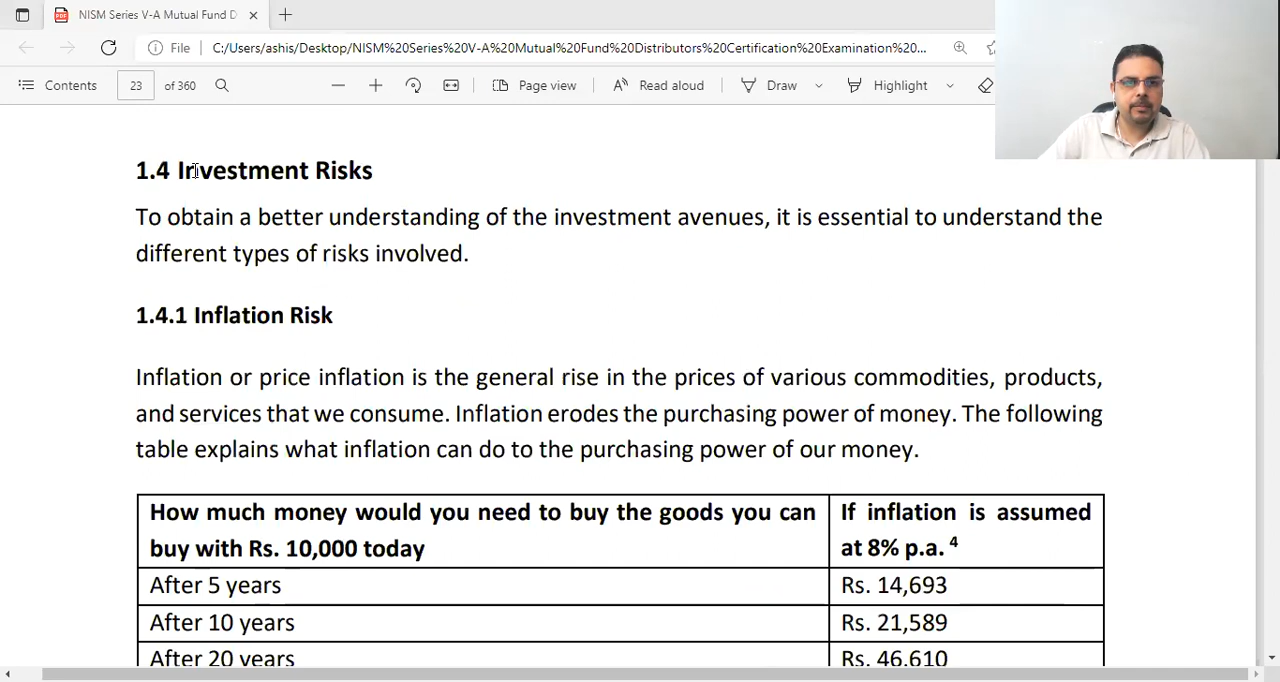 NISM Series V-A Mutual Fund D
File C:/Users/ashis/Desktop/NISM%20Series%20V-A%20Mutual%20Fund%20Distributors%20Certification%20Examination%20...
Contents 23 of 360 Page view Read aloud Draw Highlight
1.4 Investment Risks
To obtain a better understanding of the investment avenues, it is essential to understand the
different types of risks involved.
1.4.1 Inflation Risk
Inflation or price inflation is the general rise in the prices of various commodities, products,
and services that we consume. Inflation erodes the purchasing power of money. The following
table explains what inflation can do to the purchasing power of our money.
How much money would you need to buy the goods you can
buy with Rs. 10,000 today
If inflation is assumed
at 8% p.a. 4
After 5 years Rs. 14,693
After 10 years Rs. 21,589
After 20 years Rs. 46,610